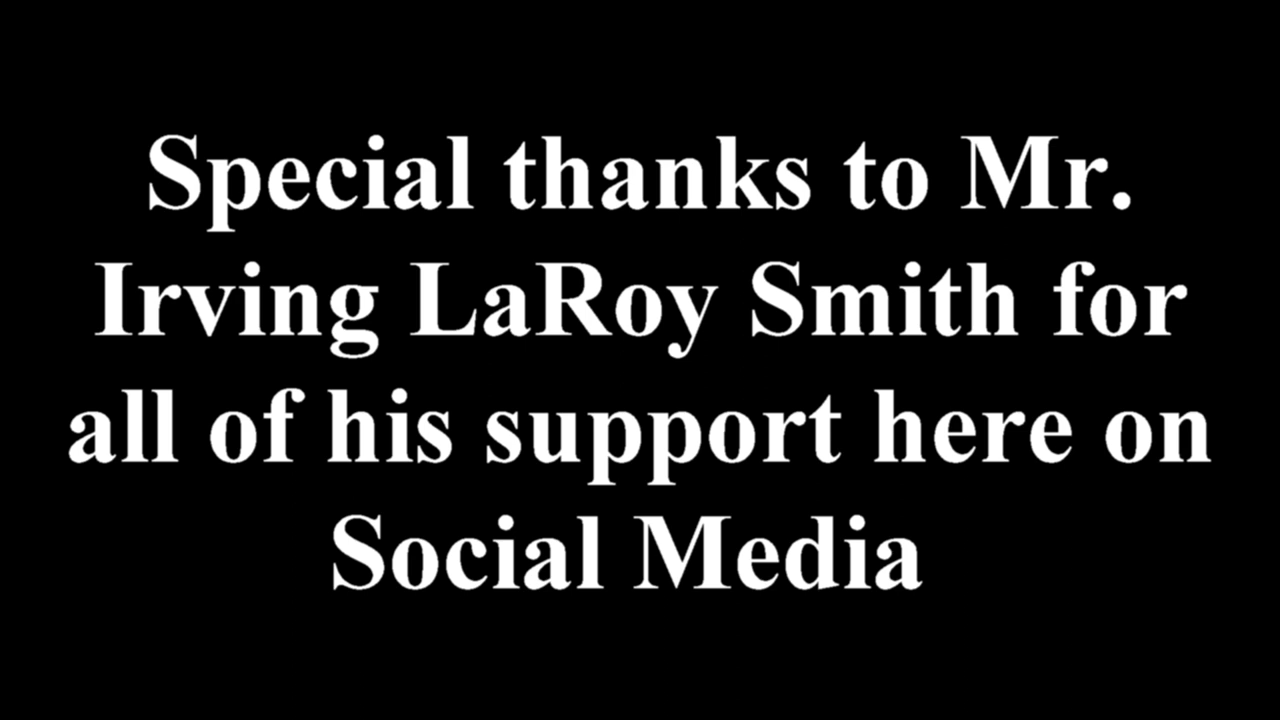 Special thanks to Mr.
Irving LaRoy Smith for
all of his support here on
Social Media